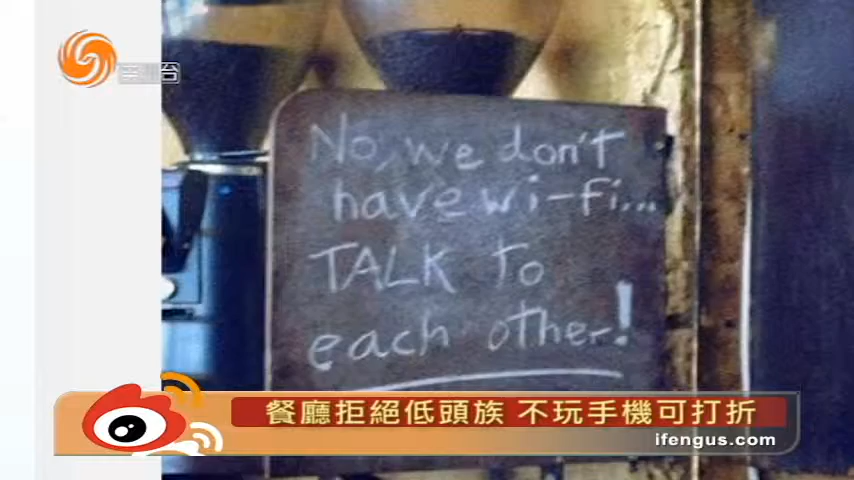 No, we don't
have wi-fi...
TALK to
each other!
餐廳拒絕低頭族 不玩手機可打折
ifengus.com